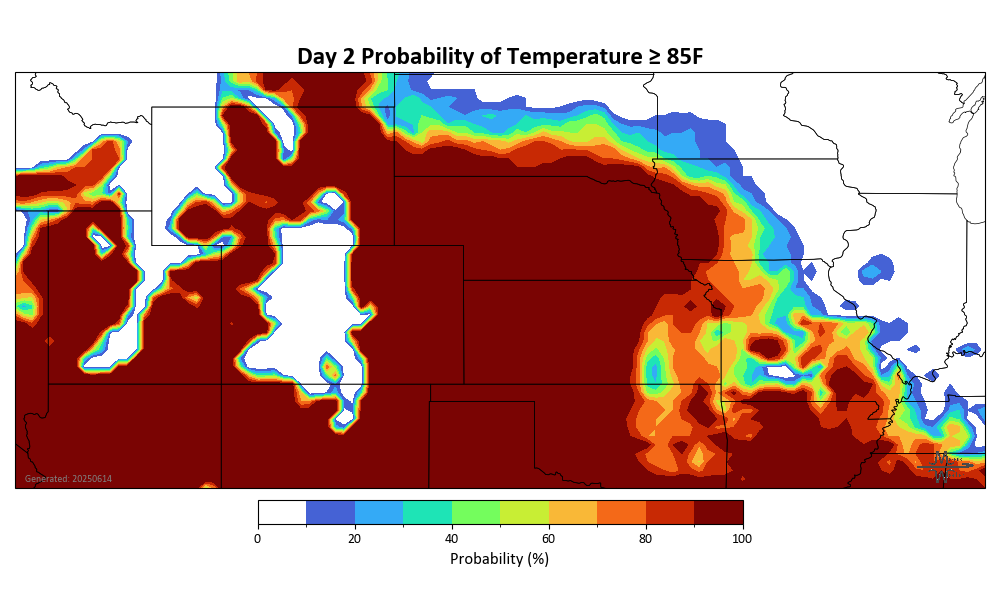 Day 2 Probability of Temperature ≥ 85F
Generated: 20250614
0 20 40 60 80 100
Probability (%)